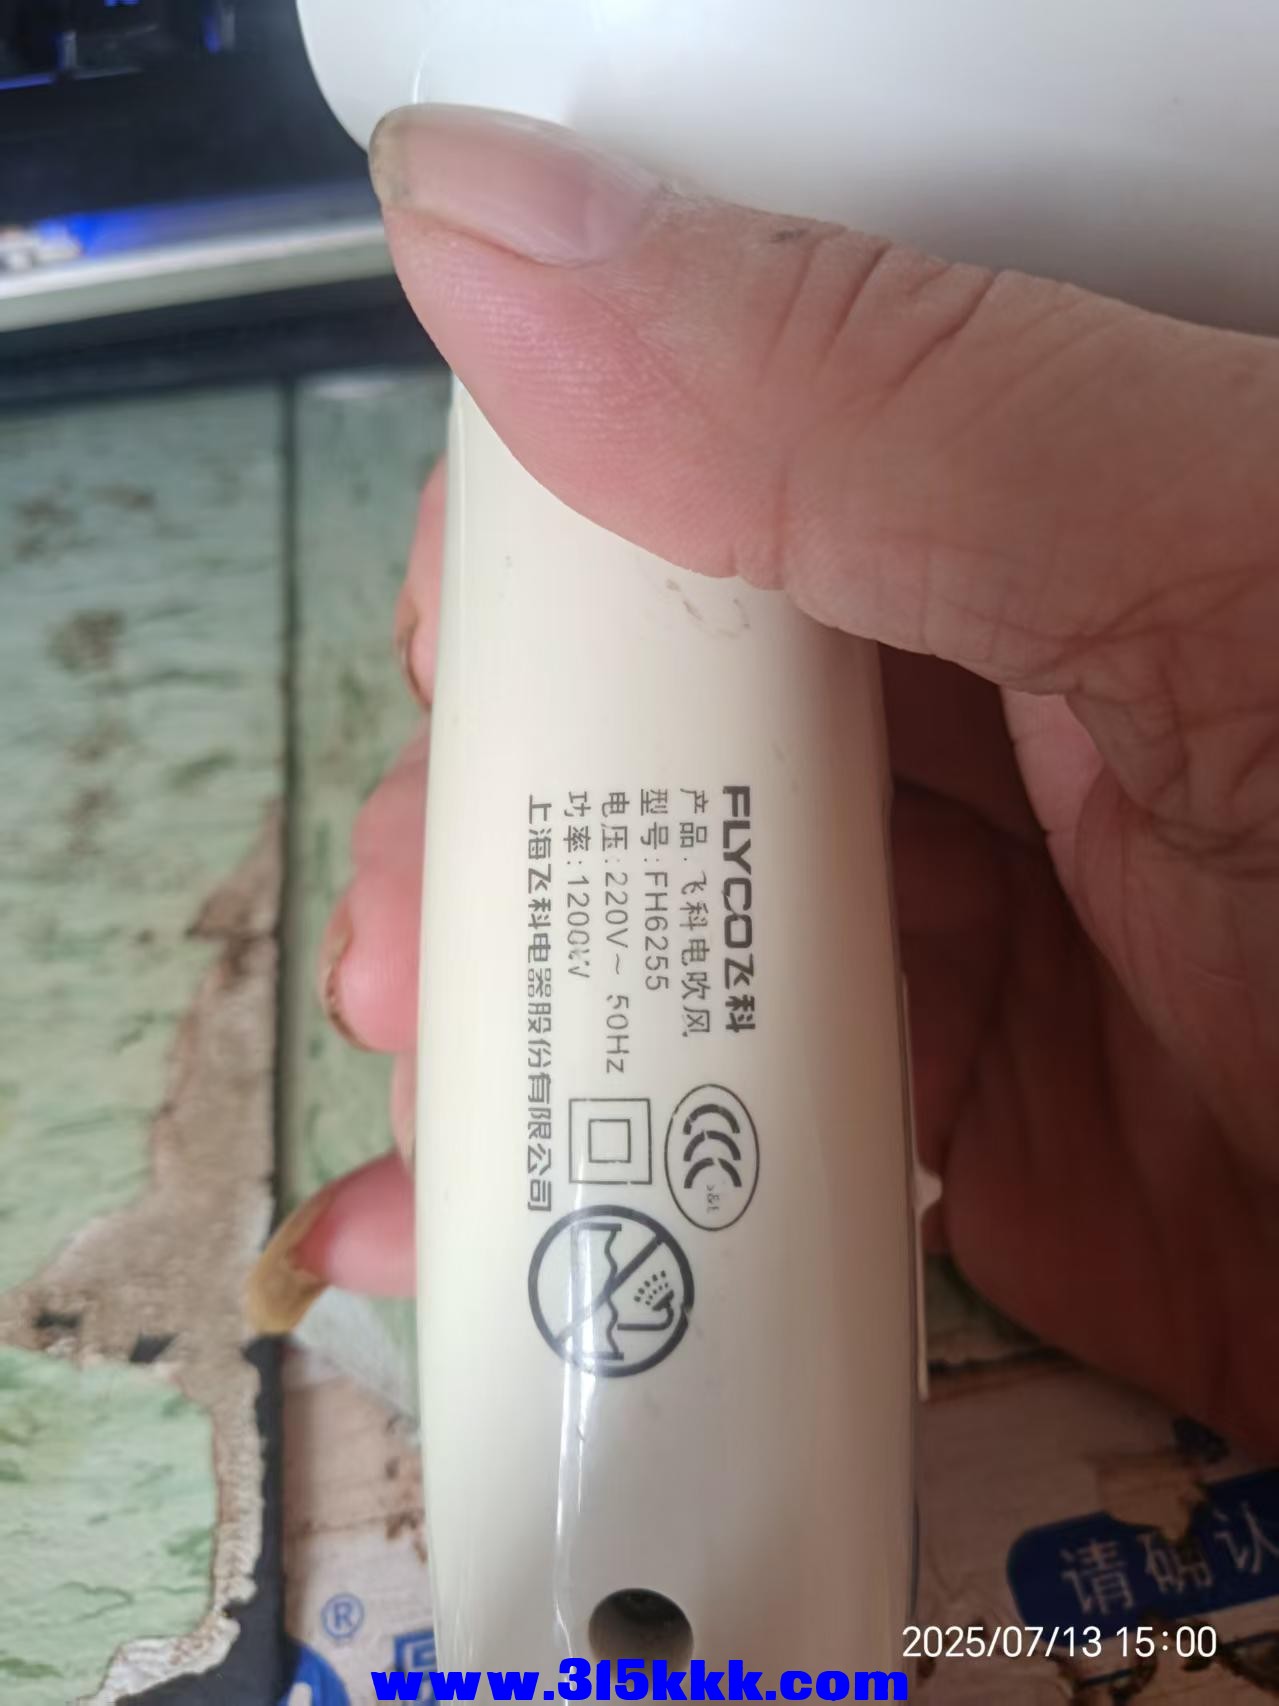 FLYCO飞科
产品:飞科电吹风
型号:FH6255
电压:220V~ 50Hz
功率:1200W
上海飞科电器股份有限公司
CCC
S&E
请确认
®
2025/07/13 15:00
www.315kkk.com